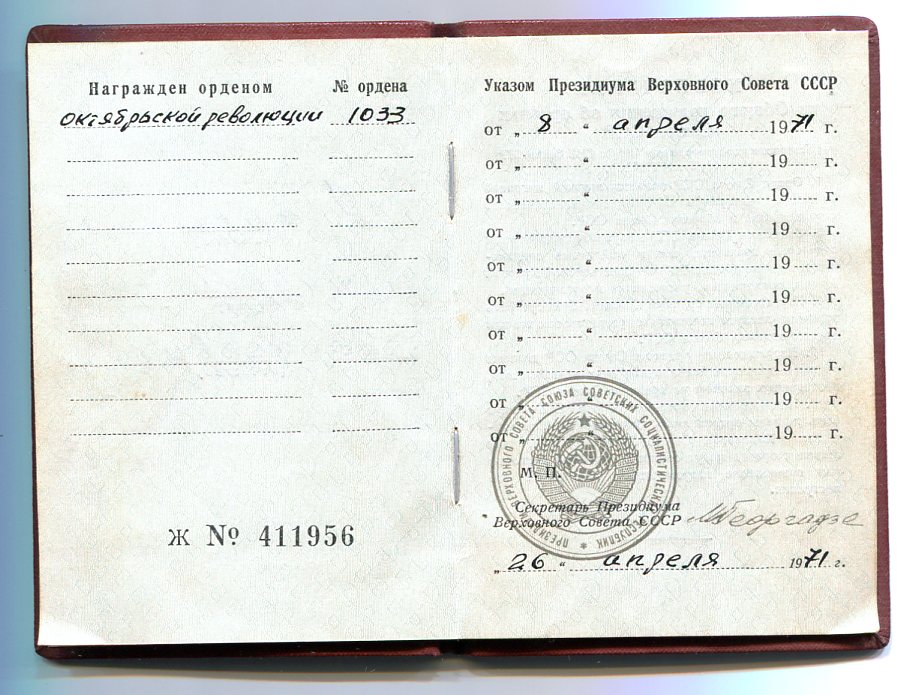 Награжден орденом № ордена
октябрьской революции 1033
Ж № 411956
Указом Президиума Верховного Совета СССР
от „ 8 “ апреля 1971 г.
от „ “ 19 г.
от „ “ 19 г.
от „ “ 19 г.
от „ “ 19 г.
от „ “ 19 г.
от „ “ 19 г.
от „ “ 19 г.
от „ “ 19 г.
от „ “ 19 г.
ПРЕЗИДИУМ ВЕРХОВНОГО СОВЕТА СОЮЗА СОВЕТСКИХ СОЦИАЛИСТИЧЕСКИХ РЕСПУБЛИК
М. П.
Секретарь Президиума
Верховного Совета СССР МГеоргадзе
„ 26 “ апреля 1971 г.